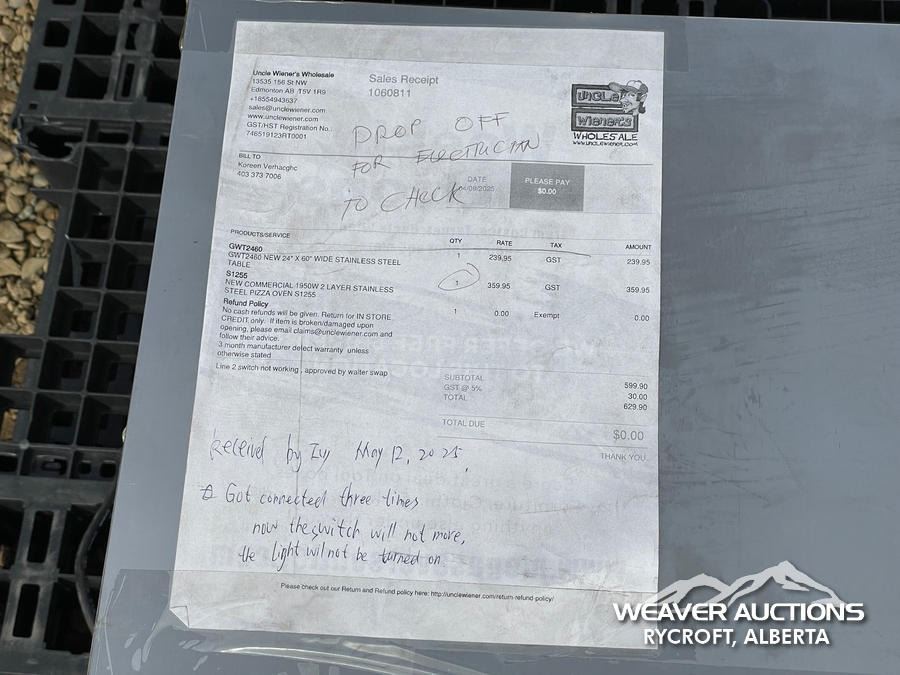 Uncle Wiener's Wholesale
13535 156 St NW
Edmonton AB T5V 1R9
+18554943637
sales@unclewiener.com
www.unclewiener.com
GST/HST Registration No.:
746519123RT0001
Sales Receipt
1060811
UNCLE
WIENER'S
WHOLESALE
WWW.UNCLEWIENER.COM
DROP OFF
FOR ELECTRICIAN
TO CHECK
BILL TO
Koreen Verhaeghe
403 373 7006
DATE
04/09/2025
PLEASE PAY
$0.00
PRODUCTS/SERVICE QTY RATE TAX AMOUNT
GWT2460
GWT2460 NEW 24" X 60" WIDE STAINLESS STEEL 1 239.95 GST 239.95
TABLE
S1255
NEW COMMERCIAL 1950W 2 LAYER STAINLESS 1 359.95 GST 359.95
STEEL PIZZA OVEN S1255
Refund Policy 1 0.00 Exempt 0.00
No cash refunds will be given. Return for IN STORE
CREDIT only. If item is broken/damaged upon
opening, please email claims@unclewiener.com and
follow their advice.
3 month manufacturer defect warranty unless
otherwise stated
Line 2 switch not working , approved by walter swap
SUBTOTAL 599.90
GST @ 5% 30.00
TOTAL 629.90
TOTAL DUE $0.00
THANK YOU.
Received by Ivy May 12, 2025,
Got connected three times
now the switch will not more,
the light wil not be turned on
Please check out our Return and Refund policy here: http://unclewiener.com/return-refund-policy/
WEAVER AUCTIONS
RYCROFT, ALBERTA